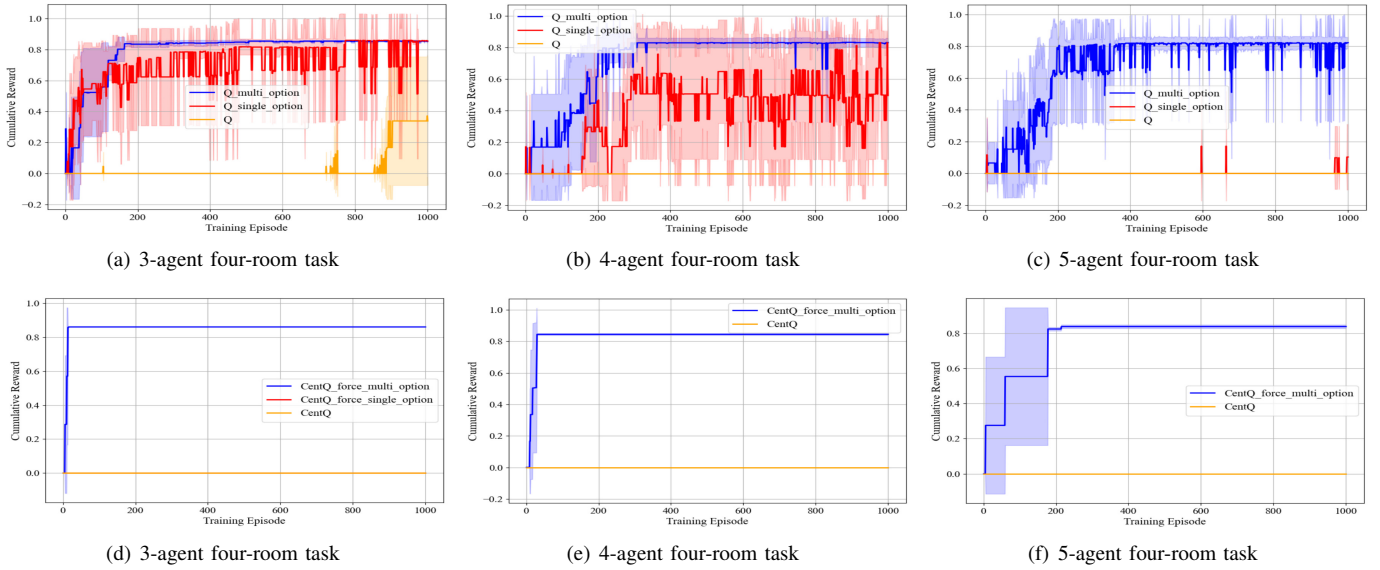 1.0
0.8
0.6
0.4
0.2
0.0
−0.2
Cumulative Reward
Q_multi_option
Q_single_option
Q
0 200 400 600 800 1000
Training Episode
(a) 3-agent four-room task
1.0
0.8
0.6
0.4
0.2
0.0
−0.2
Cumulative Reward
Q_multi_option
Q_single_option
Q
0 200 400 600 800 1000
Training Episode
(b) 4-agent four-room task
1.0
0.8
0.6
0.4
0.2
0.0
−0.2
Cumulative Reward
Q_multi_option
Q_single_option
Q
0 200 400 600 800 1000
Training Episode
(c) 5-agent four-room task
1.0
0.8
0.6
0.4
0.2
0.0
Cumulative Reward
CentQ_force_multi_option
CentQ_force_single_option
CentQ
0 200 400 600 800 1000
Training Episode
(d) 3-agent four-room task
1.0
0.8
0.6
0.4
0.2
0.0
−0.2
Cumulative Reward
CentQ_force_multi_option
CentQ
0 200 400 600 800 1000
Training Episode
(e) 4-agent four-room task
0.8
0.6
0.4
0.2
0.0
Cumulative Reward
CentQ_force_multi_option
CentQ
0 200 400 600 800 1000
Training Episode
(f) 5-agent four-room task